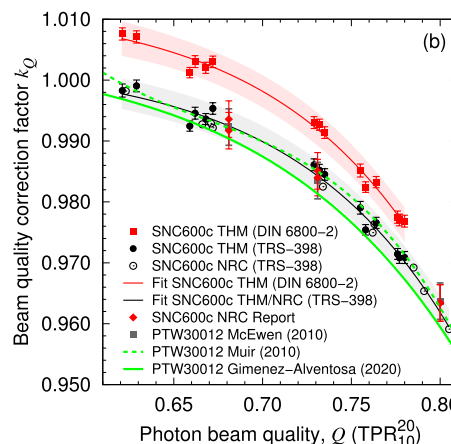 (b)
1.010
1.000
0.990
0.980
0.970
0.960
0.950
Beam quality correction factor k_Q
SNC600c THM (DIN 6800-2)
SNC600c THM (TRS-398)
SNC600c NRC (TRS-398)
Fit SNC600c THM (DIN 6800-2)
Fit SNC600c THM/NRC (TRS-398)
SNC600c NRC Report
PTW30012 McEwen (2010)
PTW30012 Muir (2010)
PTW30012 Gimenez-Alventosa (2020)
0.65 0.70 0.75 0.80
Photon beam quality, Q (TPR²⁰₁₀)